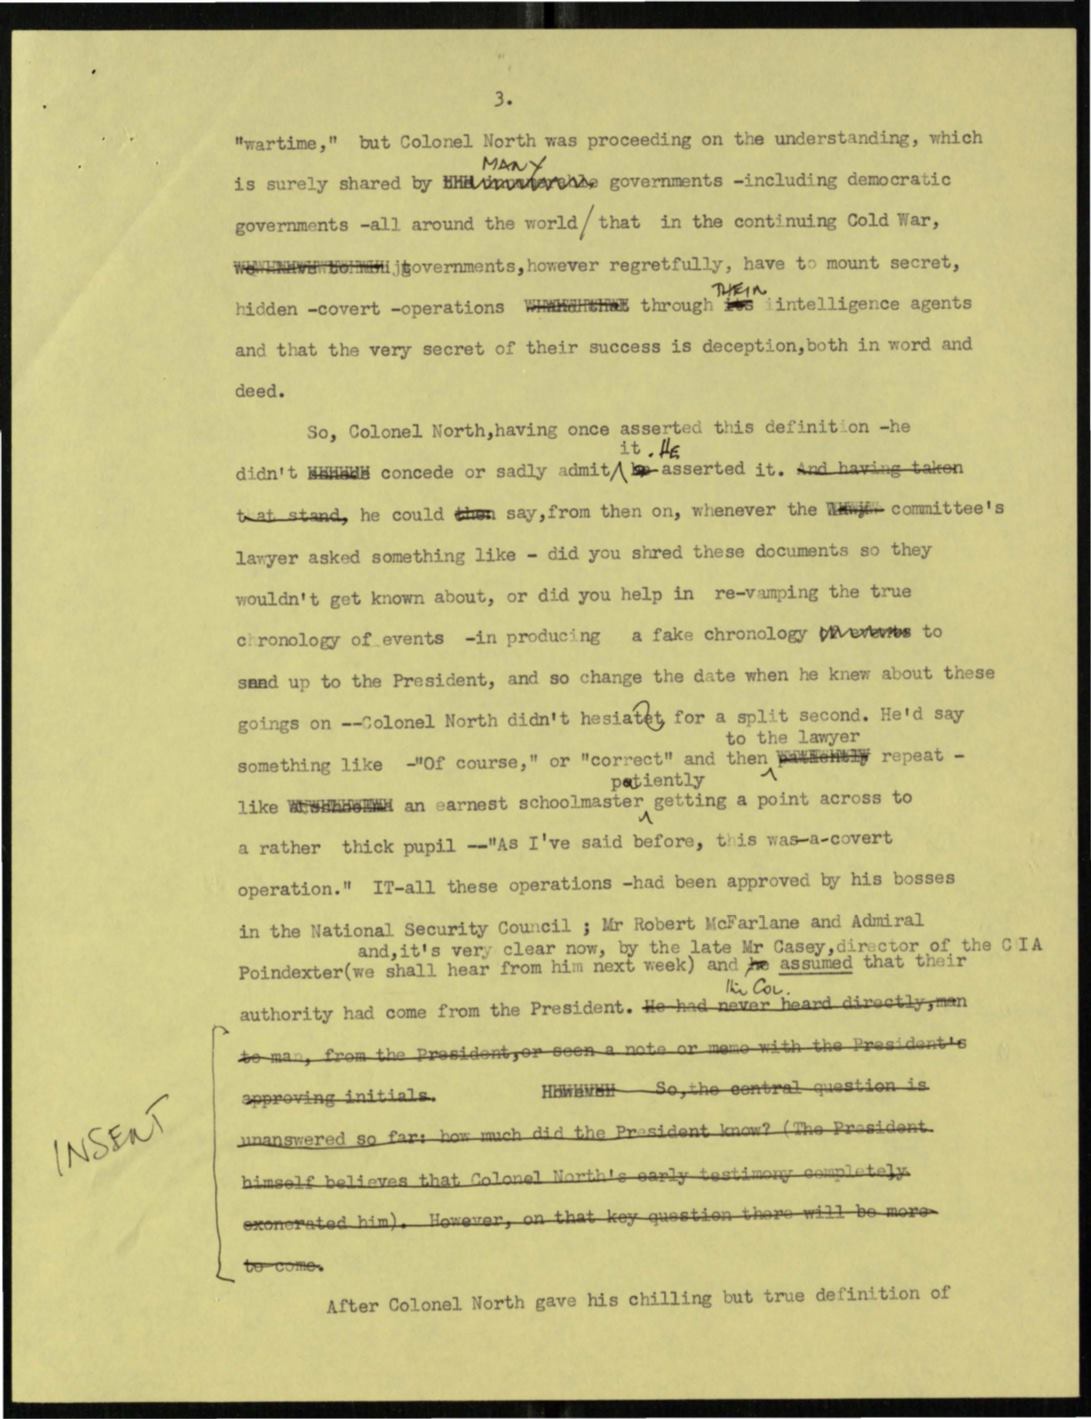 3.
"wartime," but Colonel North was proceeding on the understanding, which
MANY
is surely shared by governments -including democratic
governments -all around the world/ that in the continuing Cold War,
governments,however regretfully, have to mount secret,
THEIR
hidden -covert -operations through its intelligence agents
and that the very secret of their success is deception,both in word and
deed.
So, Colonel North,having once asserted this definition -he
it. HE
didn't concede or sadly admit he asserted it. And having taken
that stand, he could then say,from then on, whenever the committee's
lawyer asked something like - did you shred these documents so they
wouldn't get known about, or did you help in re-vamping the true
chronology of events -in producing a fake chronology of events to
send up to the President, and so change the date when he knew about these
goings on --Colonel North didn't hesiatet for a split second. He'd say
to the lawyer
something like -"Of course," or "correct" and then patiently repeat -
patiently
like an earnest schoolmaster getting a point across to
a rather thick pupil --"As I've said before, this was-a-covert
operation." IT-all these operations -had been approved by his bosses
in the National Security Council ; Mr Robert McFarlane and Admiral
and,it's very clear now, by the late Mr Casey,director of the CIA
Poindexter(we shall hear from him next week) and he assumed that their
the Col.
authority had come from the President. He had never heard directly,man
to man, from the President,or seen a note or memo with the President's
approving initials. So,the central question is
unanswered so far: how much did the President know? (The President
INSERT
himself believes that Colonel North's early testimony completely
exonerated him). However, on that key question there will be more
to come.
After Colonel North gave his chilling but true definition of